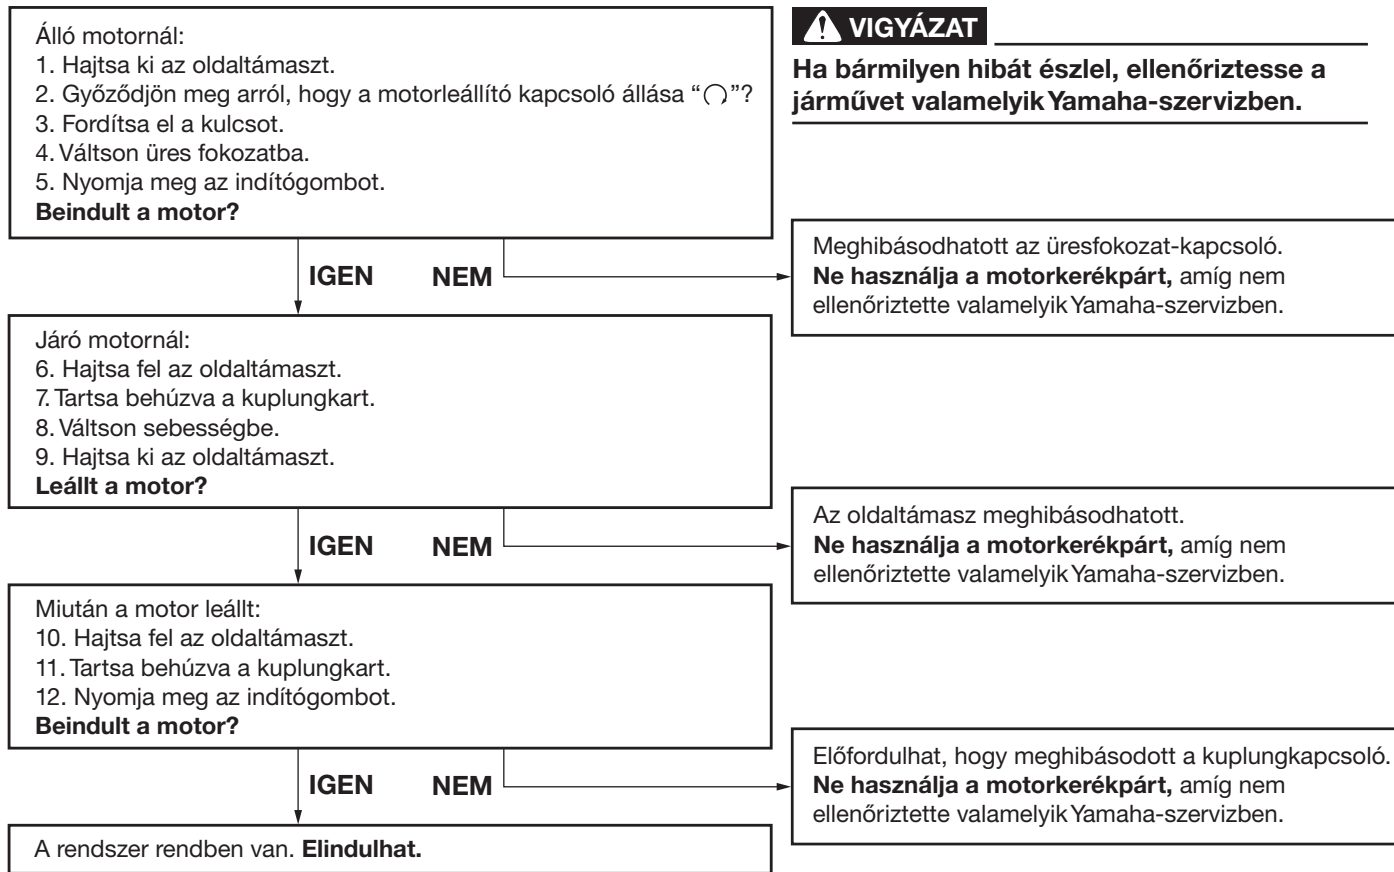 Álló motornál:
1. Hajtsa ki az oldaltámaszt.
2. Győződjön meg arról, hogy a motorleállító kapcsoló állása “◯”?
3. Fordítsa el a kulcsot.
4. Váltson üres fokozatba.
5. Nyomja meg az indítógombot.
Beindult a motor?
VIGYÁZAT
Ha bármilyen hibát észlel, ellenőriztesse a
járművet valamelyik Yamaha-szervizben.
IGEN NEM
Meghibásodhatott az üresfokozat-kapcsoló.
Ne használja a motorkerékpárt, amíg nem
ellenőriztette valamelyik Yamaha-szervizben.
Járó motornál:
6. Hajtsa fel az oldaltámaszt.
7. Tartsa behúzva a kuplungkart.
8. Váltson sebességbe.
9. Hajtsa ki az oldaltámaszt.
Leállt a motor?
IGEN NEM
Az oldaltámasz meghibásodhatott.
Ne használja a motorkerékpárt, amíg nem
ellenőriztette valamelyik Yamaha-szervizben.
Miután a motor leállt:
10. Hajtsa fel az oldaltámaszt.
11. Tartsa behúzva a kuplungkart.
12. Nyomja meg az indítógombot.
Beindult a motor?
IGEN NEM
Előfordulhat, hogy meghibásodott a kuplungkapcsoló.
Ne használja a motorkerékpárt, amíg nem
ellenőriztette valamelyik Yamaha-szervizben.
A rendszer rendben van. Elindulhat.